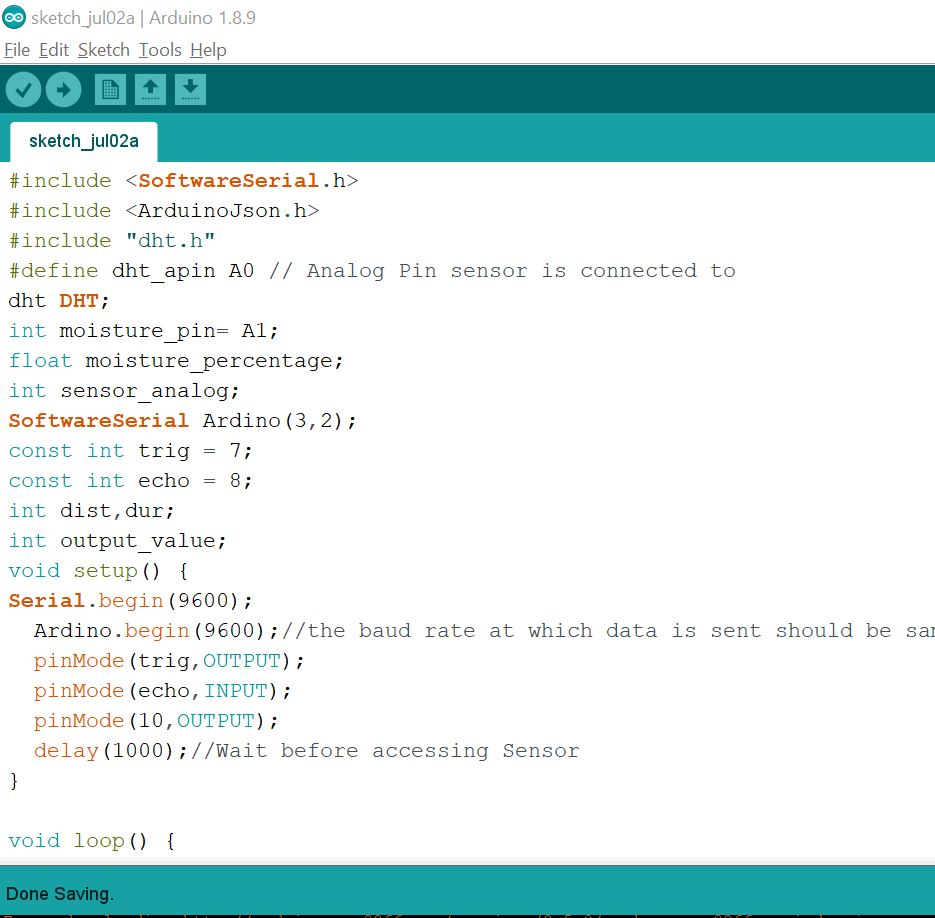 sketch_jul02a | Arduino 1.8.9
File Edit Sketch Tools Help
sketch_jul02a
#include <SoftwareSerial.h>
#include <ArduinoJson.h>
#include "dht.h"
#define dht_apin A0 // Analog Pin sensor is connected to
dht DHT;
int moisture_pin= A1;
float moisture_percentage;
int sensor_analog;
SoftwareSerial Ardino(3,2);
const int trig = 7;
const int echo = 8;
int dist,dur;
int output_value;
void setup() {
Serial.begin(9600);
  Ardino.begin(9600);//the baud rate at which data is sent should be
  pinMode(trig,OUTPUT);
  pinMode(echo,INPUT);
  pinMode(10,OUTPUT);
  delay(1000);//Wait before accessing Sensor
}
void loop() {
Done Saving.